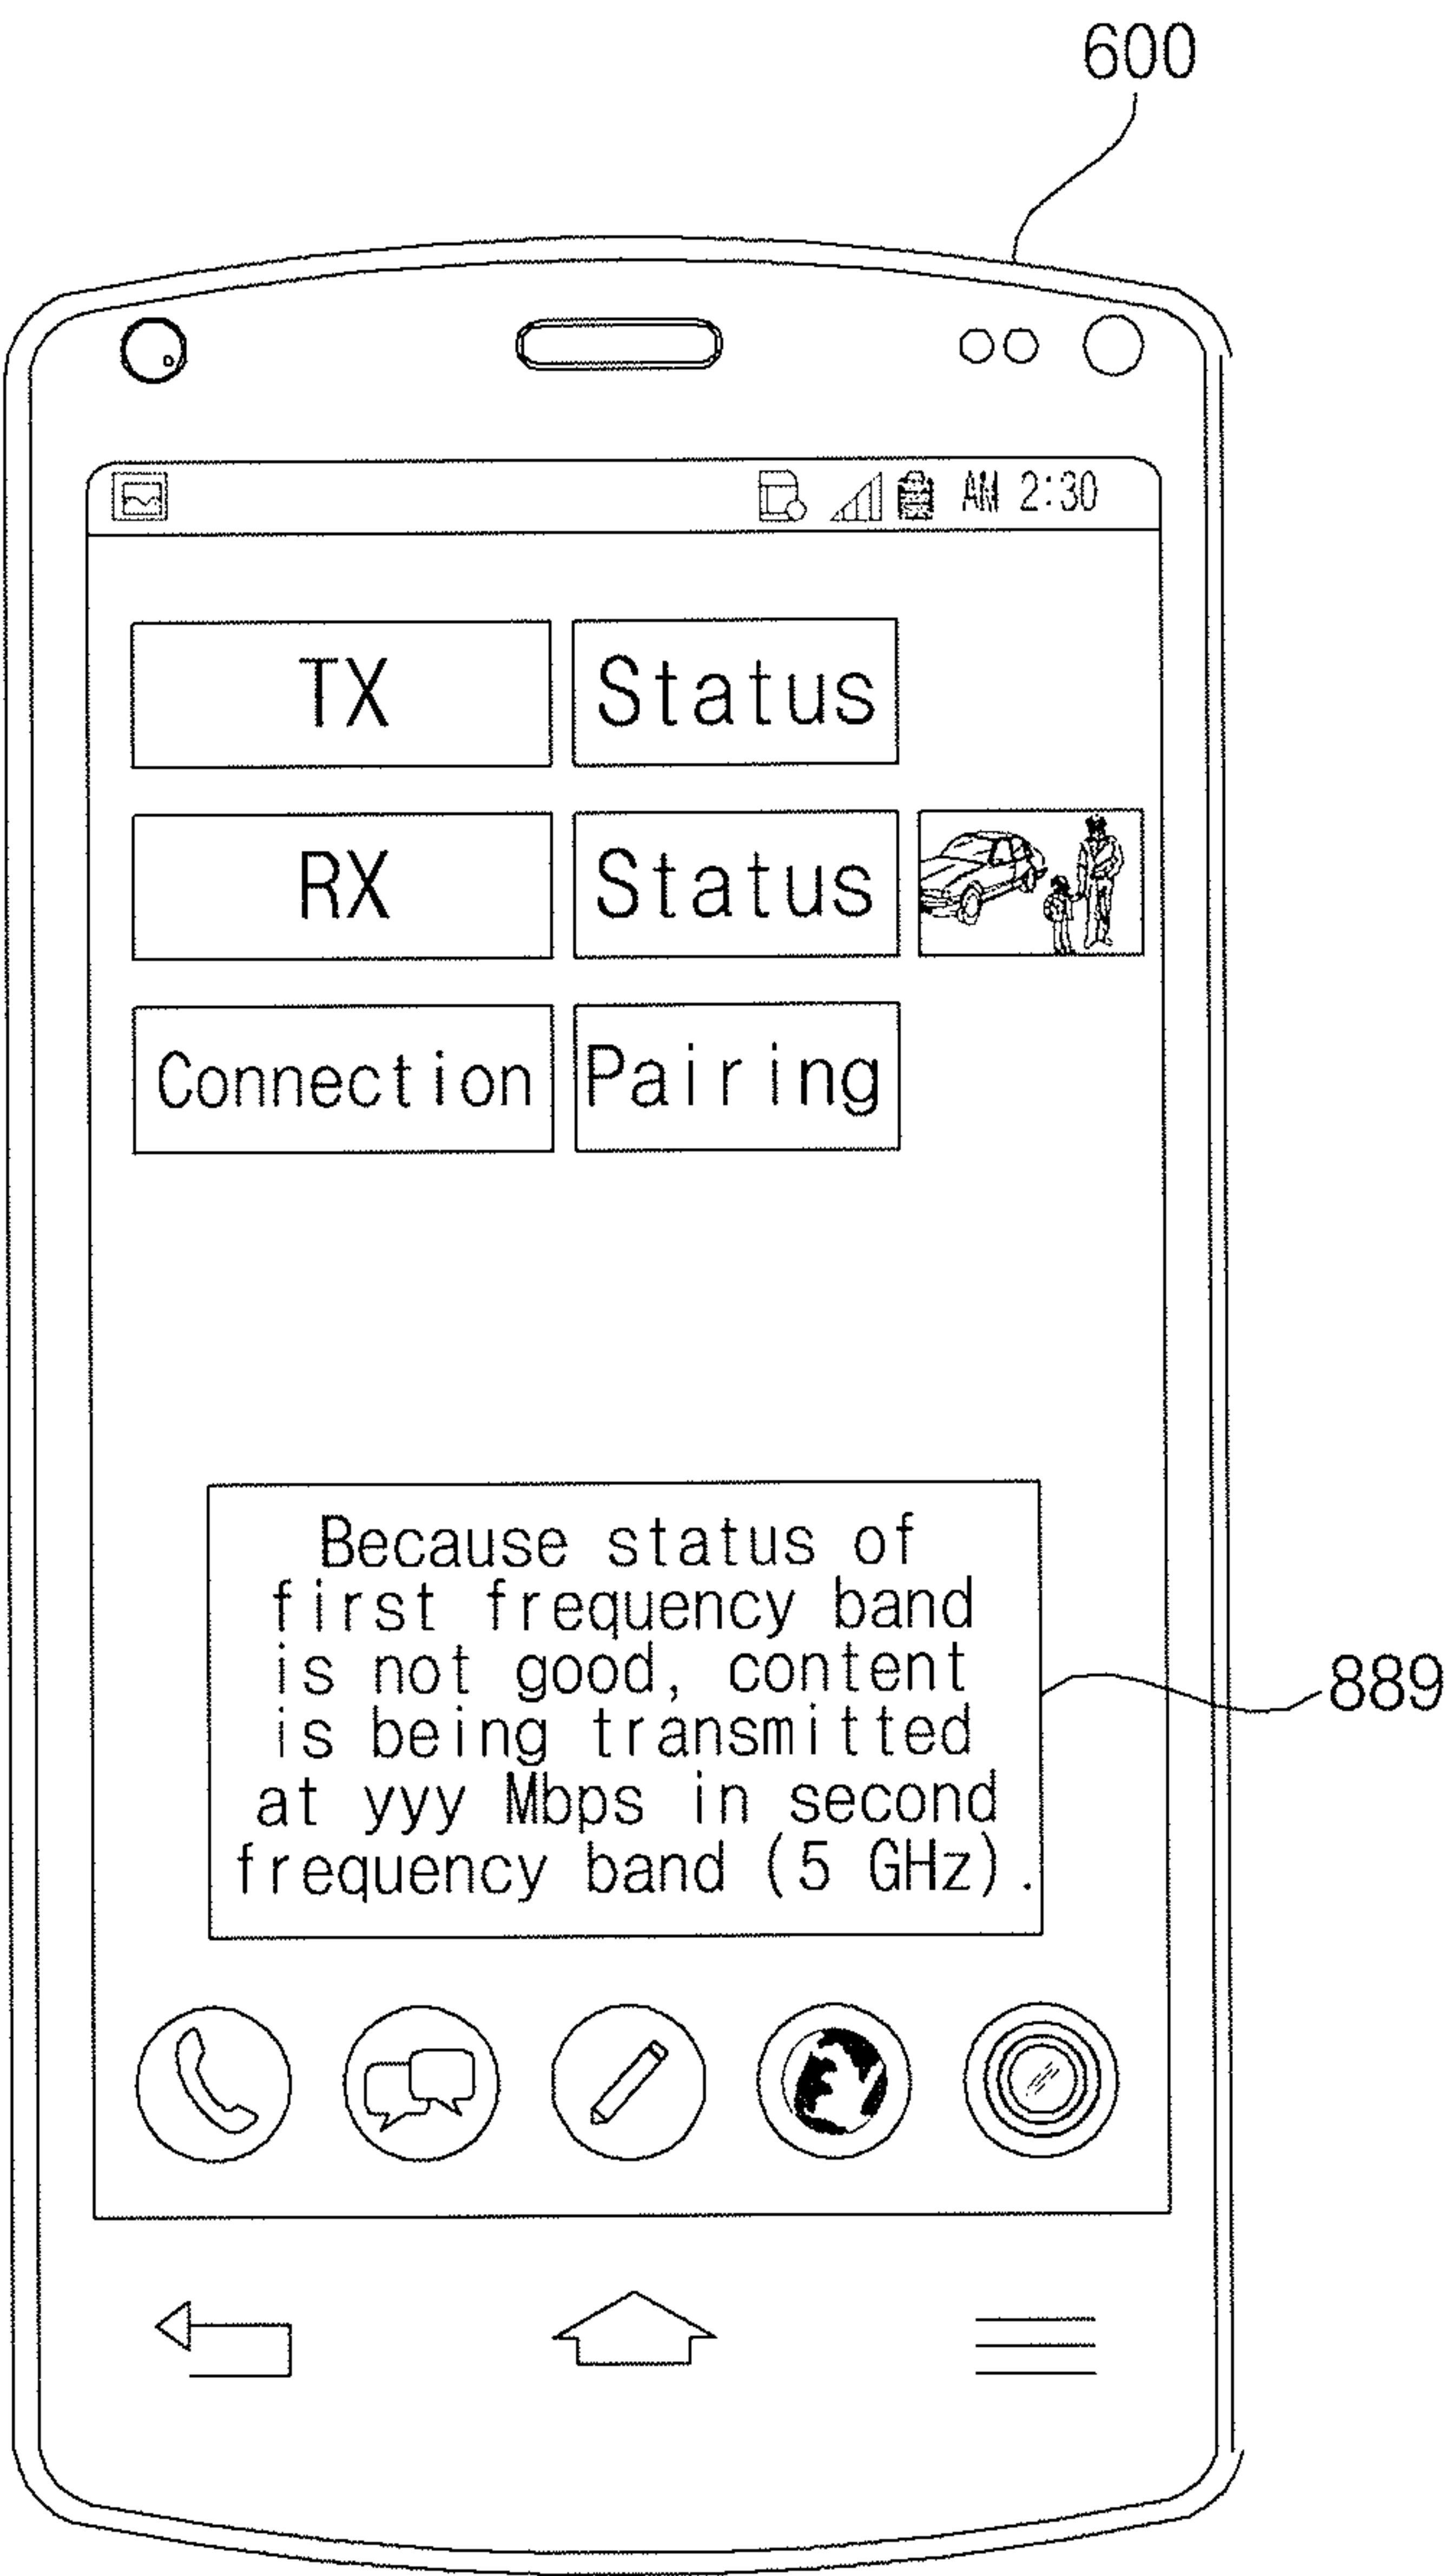 600
AM 2:30
TX Status
RX Status
Connection Pairing
Because status of
first frequency band
is not good, content
is being transmitted
at yyy Mbps in second
frequency band (5 GHz).
889